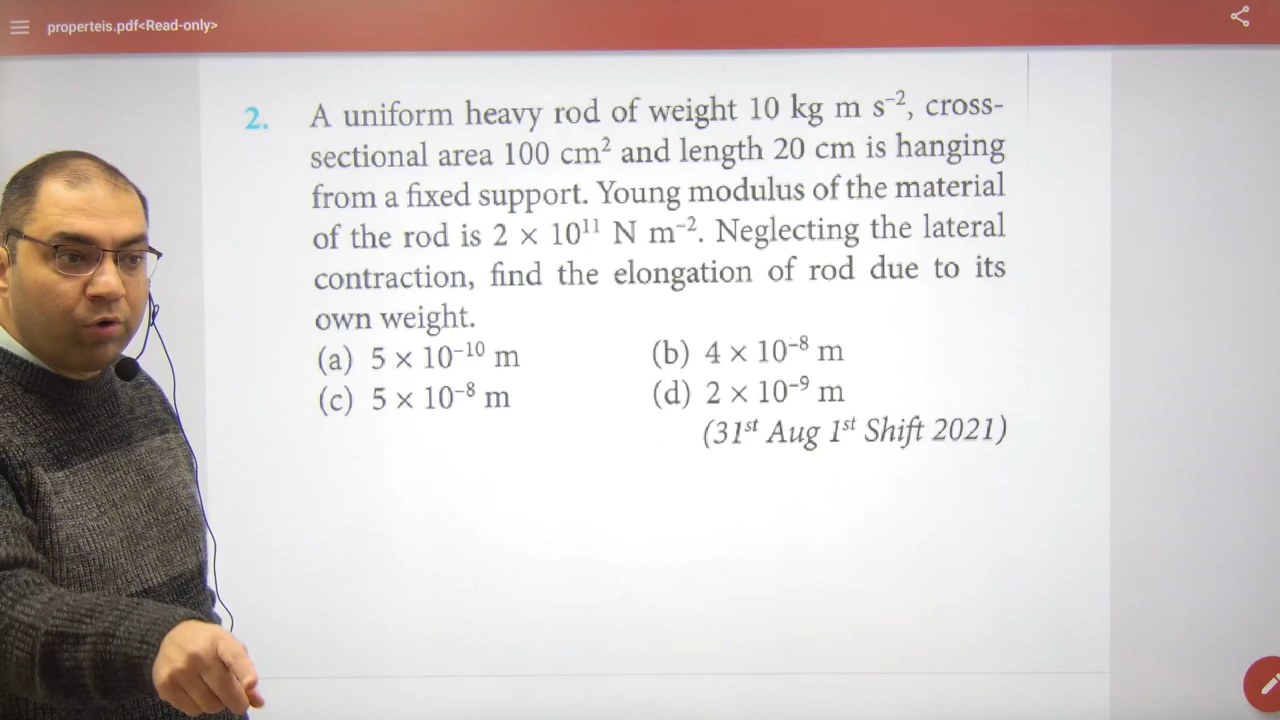 properteis.pdf<Read-only>
2. A uniform heavy rod of weight 10 kg m s⁻², cross-
sectional area 100 cm² and length 20 cm is hanging
from a fixed support. Young modulus of the material
of the rod is 2 × 10¹¹ N m⁻². Neglecting the lateral
contraction, find the elongation of rod due to its
own weight.
(a) 5 × 10⁻¹⁰ m (b) 4 × 10⁻⁸ m
(c) 5 × 10⁻⁸ m (d) 2 × 10⁻⁹ m
(31ˢᵗ Aug 1ˢᵗ Shift 2021)